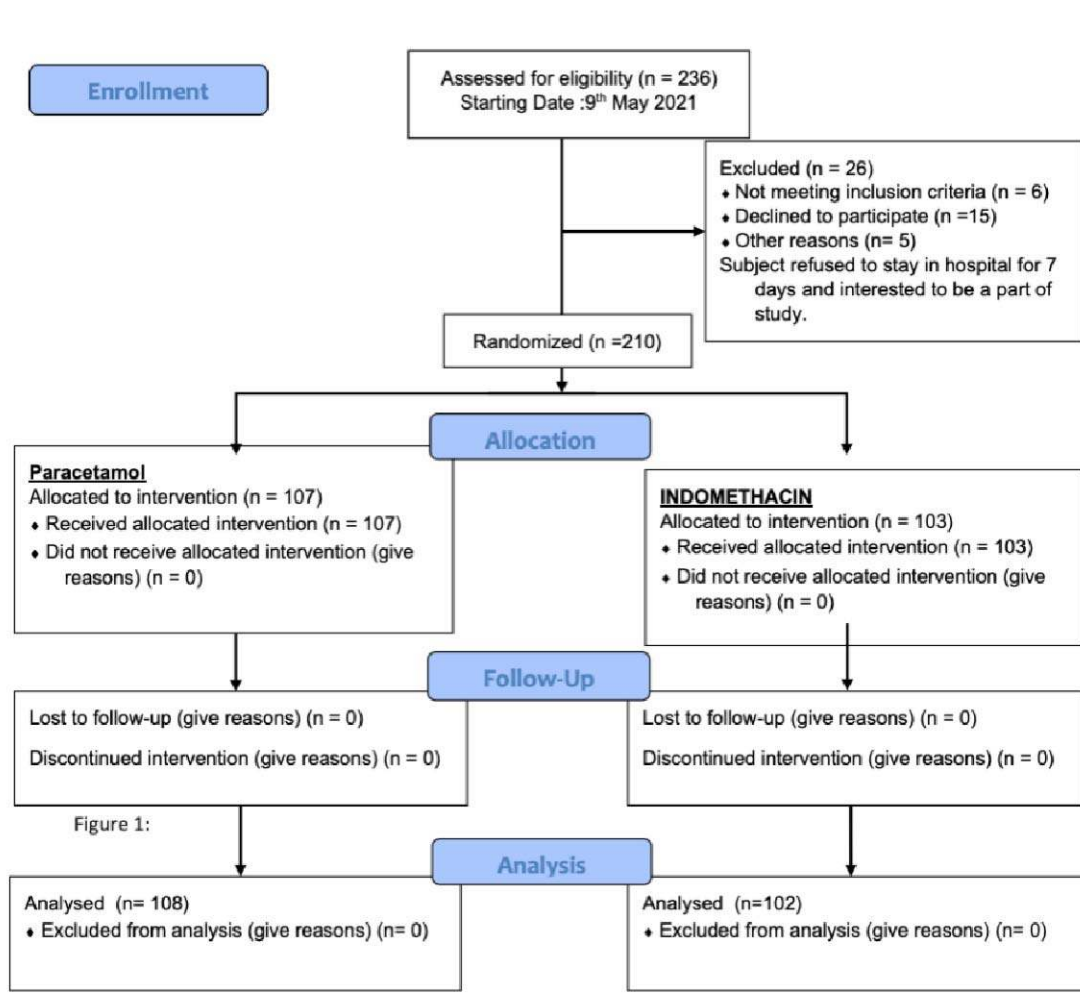 Enrollment
Assessed for eligibility (n = 236)
Starting Date :9th May 2021
Excluded (n = 26)
♦ Not meeting inclusion criteria (n = 6)
♦ Declined to participate (n =15)
♦ Other reasons (n= 5)
Subject refused to stay in hospital for 7
days and interested to be a part of
study.
Randomized (n =210)
Allocation
Paracetamol
Allocated to intervention (n = 107)
♦ Received allocated intervention (n = 107)
♦ Did not receive allocated intervention (give
reasons) (n = 0)
INDOMETHACIN
Allocated to intervention (n = 103)
♦ Received allocated intervention (n = 103)
♦ Did not receive allocated intervention (give
reasons) (n = 0)
Follow-Up
Lost to follow-up (give reasons) (n = 0)
Discontinued intervention (give reasons) (n = 0)
Lost to follow-up (give reasons) (n = 0)
Discontinued intervention (give reasons) (n = 0)
Figure 1:
Analysis
Analysed (n= 108)
♦ Excluded from analysis (give reasons) (n= 0)
Analysed (n=102)
♦ Excluded from analysis (give reasons) (n= 0)